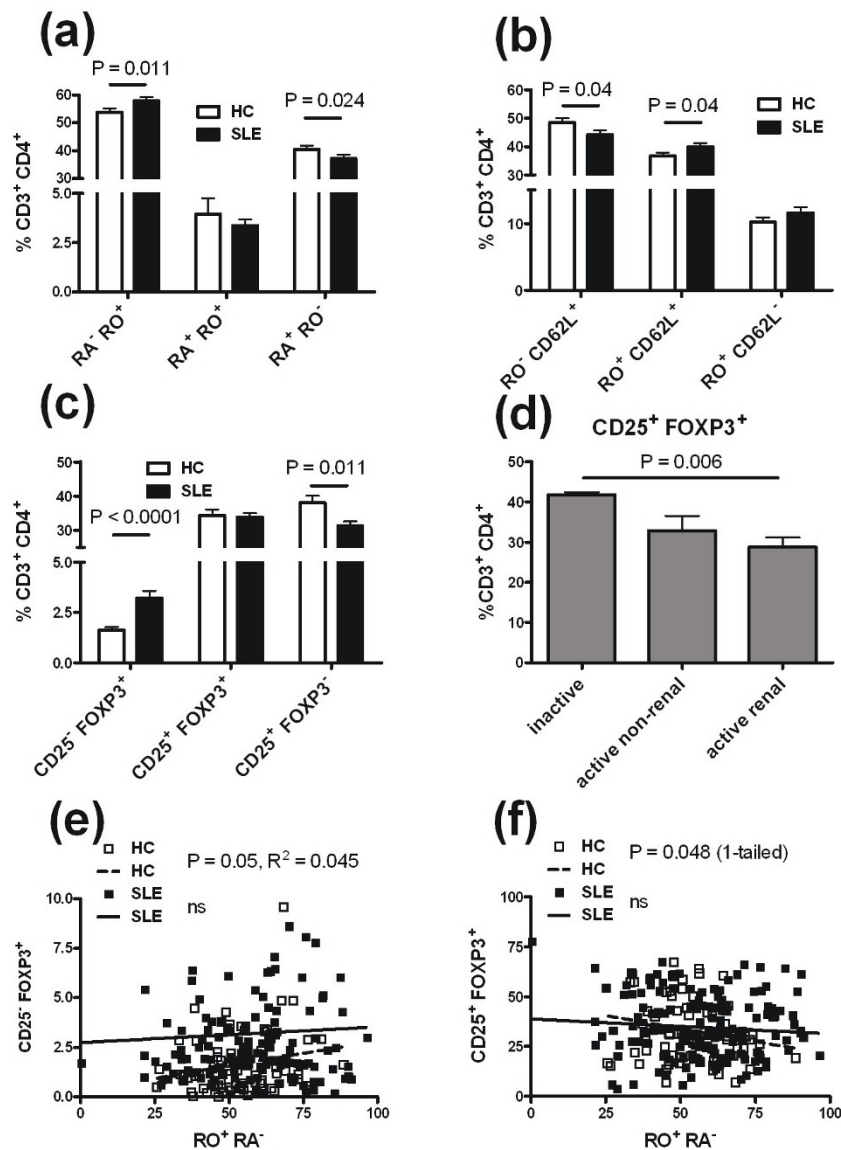 (a)
P = 0.011
P = 0.024
HC
SLE
% CD3⁺ CD4⁺
60
50
40
30
5.0
2.5
0.0
RA⁻ RO⁺
RA⁺ RO⁺
RA⁺ RO⁻
(b)
P = 0.04
P = 0.04
HC
SLE
% CD3⁺ CD4⁺
50
40
30
10
0
RO⁻ CD62L⁺
RO⁺ CD62L⁺
RO⁺ CD62L⁻
(c)
HC
SLE
P = 0.011
P < 0.0001
% CD3⁺ CD4⁺
50
40
30
5.0
2.5
0.0
CD25⁻ FOXP3⁺
CD25⁺ FOXP3⁺
CD25⁺ FOXP3⁻
(d)
CD25⁺ FOXP3⁺
P = 0.006
%CD3⁺ CD4⁺
50
40
30
20
10
0
inactive
active non-renal
active renal
(e)
HC
HC
SLE
SLE
P = 0.05, R² = 0.045
ns
CD25⁻ FOXP3⁺
10.0
7.5
5.0
2.5
0.0
0 25 50 75 100
RO⁺ RA⁻
(f)
HC
HC
SLE
SLE
P = 0.048 (1-tailed)
ns
CD25⁺ FOXP3⁺
100
75
50
25
0
0 25 50 75 100
RO⁺ RA⁻